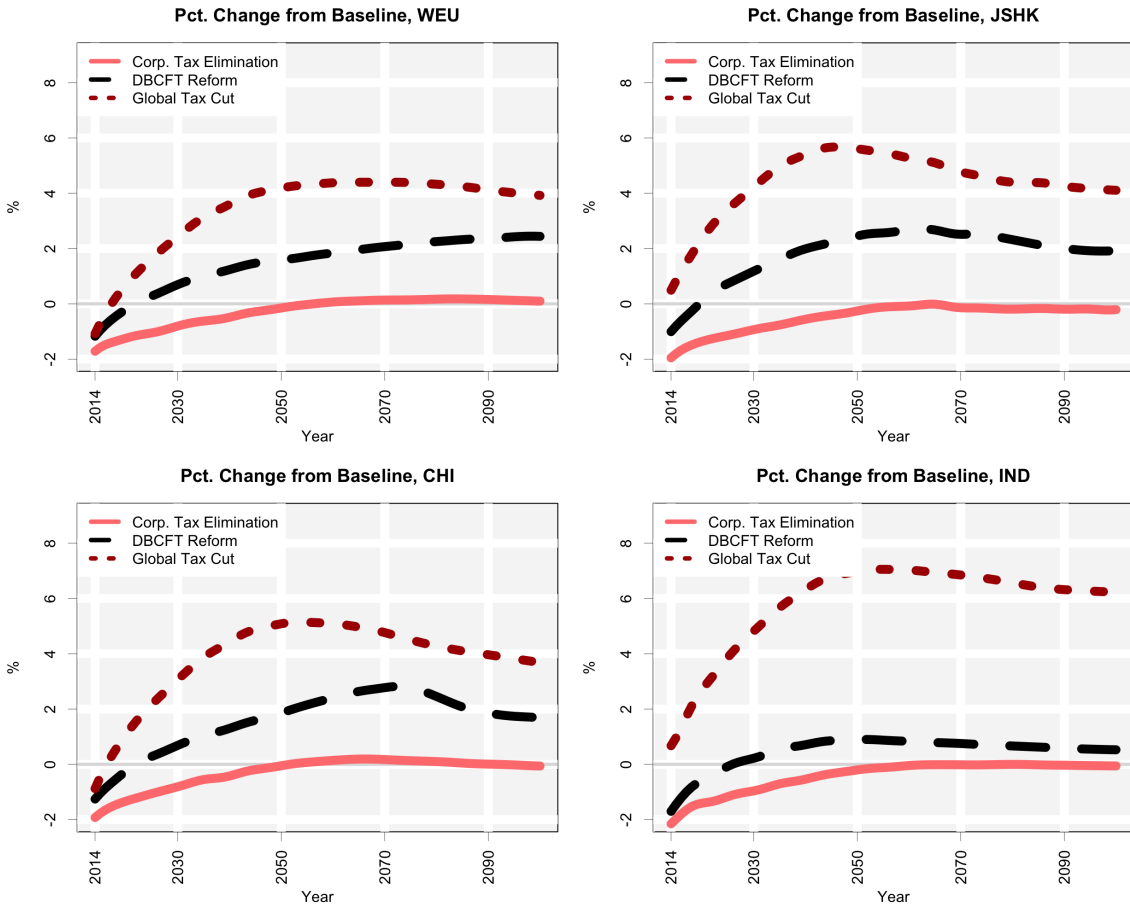 Pct. Change from Baseline, WEU
Corp. Tax Elimination
DBCFT Reform
Global Tax Cut
8
6
4
2
0
-2
%
2014
2030
2050
2070
2090
Year
Pct. Change from Baseline, JSHK
Corp. Tax Elimination
DBCFT Reform
Global Tax Cut
8
6
4
2
0
-2
%
2014
2030
2050
2070
2090
Year
Pct. Change from Baseline, CHI
Corp. Tax Elimination
DBCFT Reform
Global Tax Cut
8
6
4
2
0
-2
%
2014
2030
2050
2070
2090
Year
Pct. Change from Baseline, IND
Corp. Tax Elimination
DBCFT Reform
Global Tax Cut
8
6
4
2
0
-2
%
2014
2030
2050
2070
2090
Year